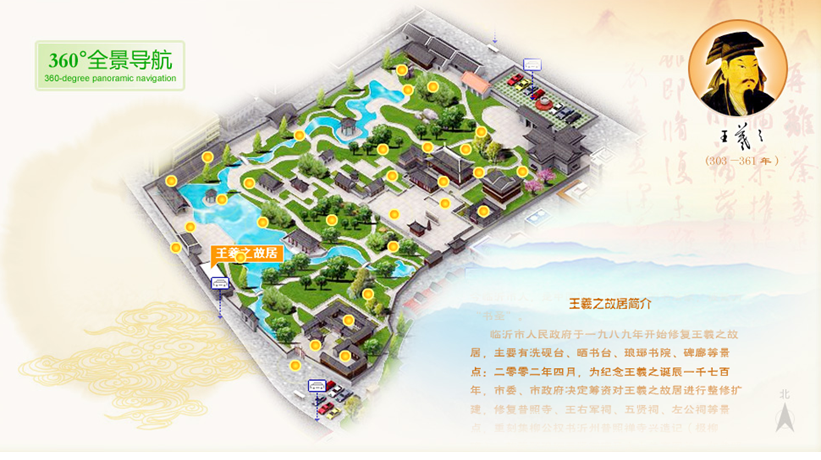 360°全景导航
360-degree panoramic navigation
王羲之
(303－361年)
王羲之故居
王羲之故居简介
临沂市人民政府于一九八九年开始修复王羲之故
居，主要有洗砚台、晒书台、琅琊书院、碑廊等景
点；二零零二年四月，为纪念王羲之诞辰一千七百
年，市委、市政府决定筹资对王羲之故居进行整修扩
建，修复普照寺、王右军祠、五贤祠、左公祠等景
北